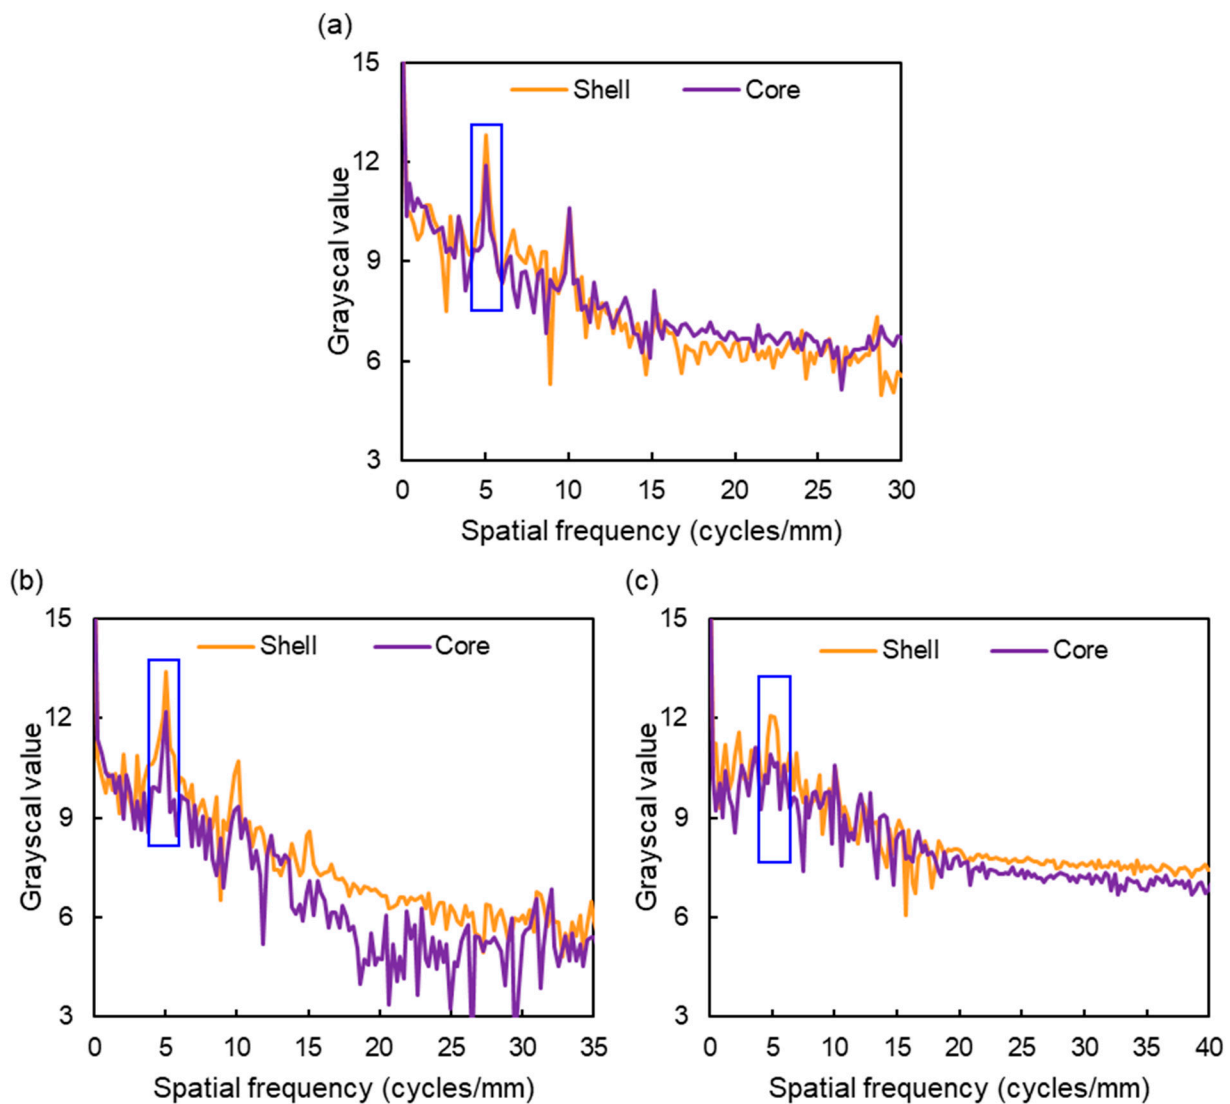 (a)
15
12
9
6
3
Grayscal value
Shell
Core
0 5 10 15 20 25 30
Spatial frequency (cycles/mm)
(b)
15
12
9
6
3
Grayscal value
Shell
Core
0 5 10 15 20 25 30 35
Spatial frequency (cycles/mm)
(c)
15
12
9
6
3
Grayscal value
Shell
Core
0 5 10 15 20 25 30 35 40
Spatial frequency (cycles/mm)